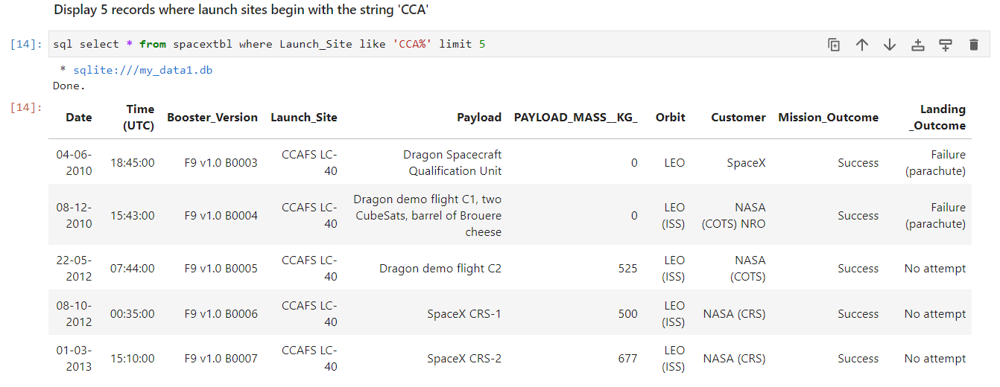 Display 5 records where launch sites begin with the string 'CCA'
[14]: sql select * from spacextbl where Launch_Site like 'CCA%' limit 5
* sqlite:///my_data1.db
Done.
[14]:
Date Time (UTC) Booster_Version Launch_Site Payload PAYLOAD_MASS__KG_ Orbit Customer Mission_Outcome Landing _Outcome
04-06-2010 18:45:00 F9 v1.0 B0003 CCAFS LC-40 Dragon Spacecraft Qualification Unit 0 LEO SpaceX Success Failure (parachute)
08-12-2010 15:43:00 F9 v1.0 B0004 CCAFS LC-40 Dragon demo flight C1, two CubeSats, barrel of Brouere cheese 0 LEO (ISS) NASA (COTS) NRO Success Failure (parachute)
22-05-2012 07:44:00 F9 v1.0 B0005 CCAFS LC-40 Dragon demo flight C2 525 LEO (ISS) NASA (COTS) Success No attempt
08-10-2012 00:35:00 F9 v1.0 B0006 CCAFS LC-40 SpaceX CRS-1 500 LEO (ISS) NASA (CRS) Success No attempt
01-03-2013 15:10:00 F9 v1.0 B0007 CCAFS LC-40 SpaceX CRS-2 677 LEO (ISS) NASA (CRS) Success No attempt